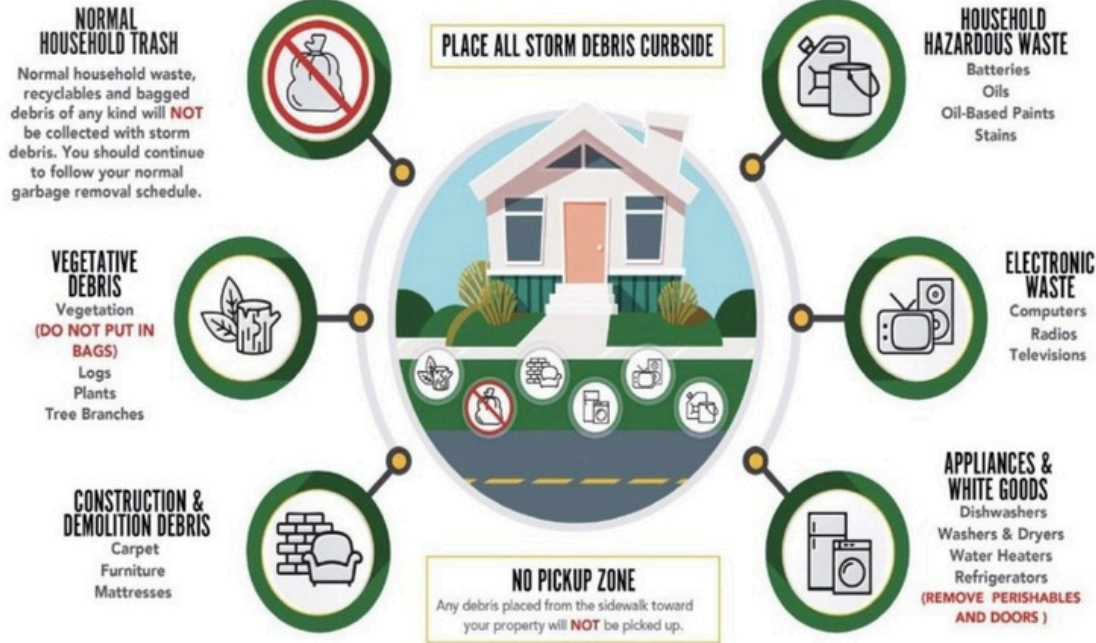 NORMAL
HOUSEHOLD TRASH
Normal household waste,
recyclables and bagged
debris of any kind will NOT
be collected with storm
debris. You should continue
to follow your normal
garbage removal schedule.
PLACE ALL STORM DEBRIS CURBSIDE
HOUSEHOLD
HAZARDOUS WASTE
Batteries
Oils
Oil-Based Paints
Stains
VEGETATIVE
DEBRIS
Vegetation
(DO NOT PUT IN
BAGS)
Logs
Plants
Tree Branches
ELECTRONIC
WASTE
Computers
Radios
Televisions
CONSTRUCTION &
DEMOLITION DEBRIS
Carpet
Furniture
Mattresses
NO PICKUP ZONE
Any debris placed from the sidewalk toward
your property will NOT be picked up.
APPLIANCES &
WHITE GOODS
Dishwashers
Washers & Dryers
Water Heaters
Refrigerators
(REMOVE PERISHABLES
AND DOORS )